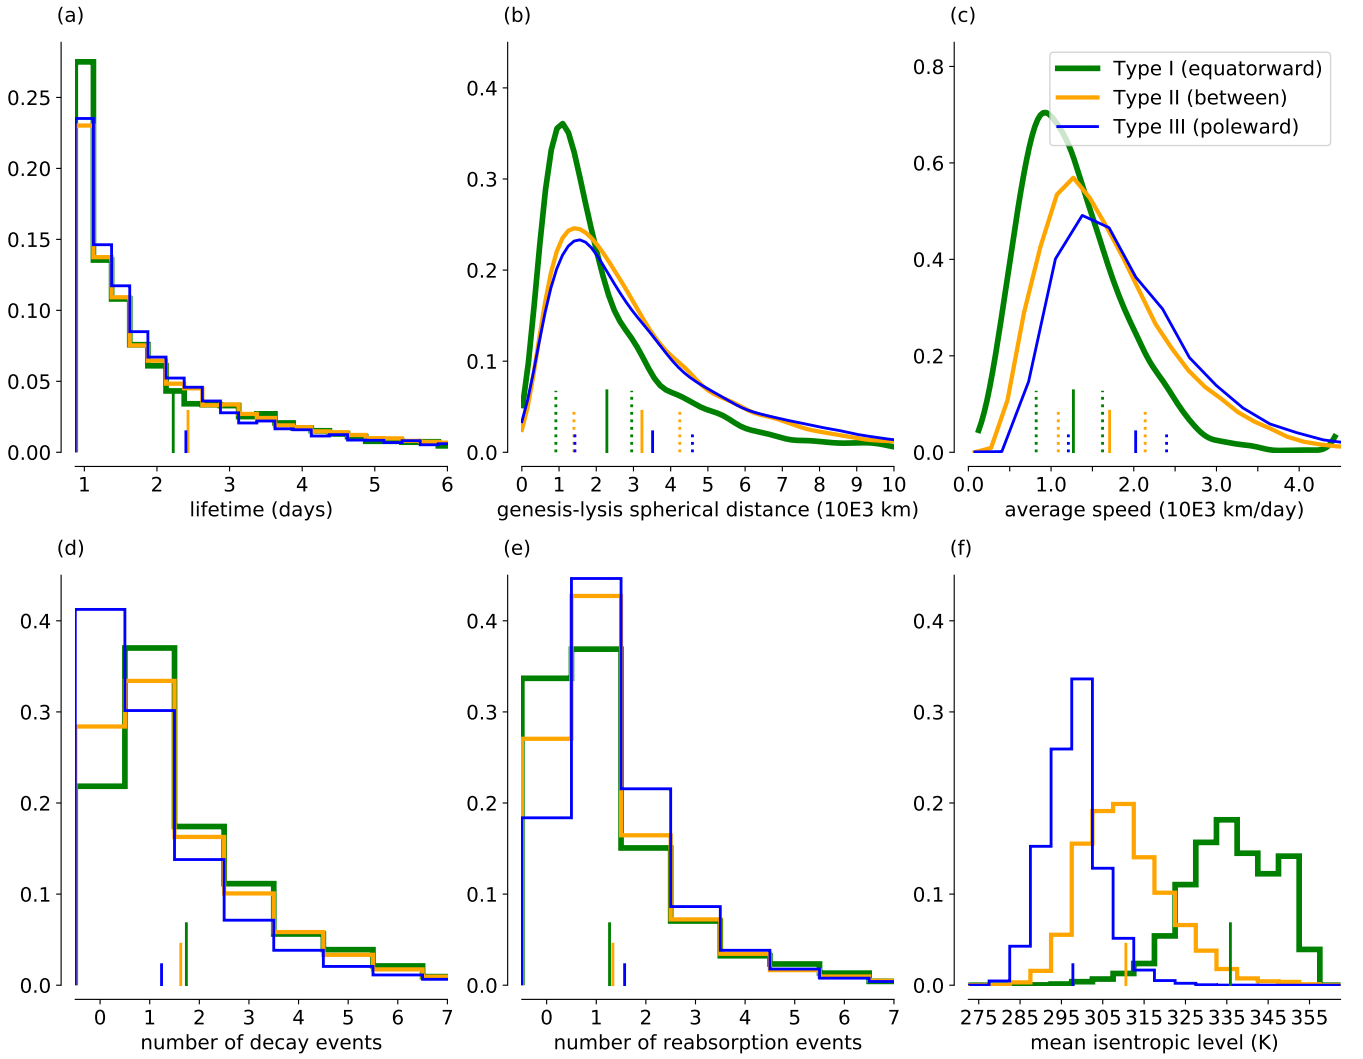 (a)
(b)
(c)
0.25
0.20
0.15
0.10
0.05
0.00
1 2 3 4 5 6
lifetime (days)
0.4
0.3
0.2
0.1
0.0
0 1 2 3 4 5 6 7 8 9 10
genesis-lysis spherical distance (10E3 km)
0.8
0.6
0.4
0.2
0.0
Type I (equatorward)
Type II (between)
Type III (poleward)
0.0 1.0 2.0 3.0 4.0
average speed (10E3 km/day)
(d)
(e)
(f)
0.4
0.3
0.2
0.1
0.0
0 1 2 3 4 5 6 7
number of decay events
0.4
0.3
0.2
0.1
0.0
0 1 2 3 4 5 6 7
number of reabsorption events
0.4
0.3
0.2
0.1
0.0
275 285 295 305 315 325 335 345 355
mean isentropic level (K)